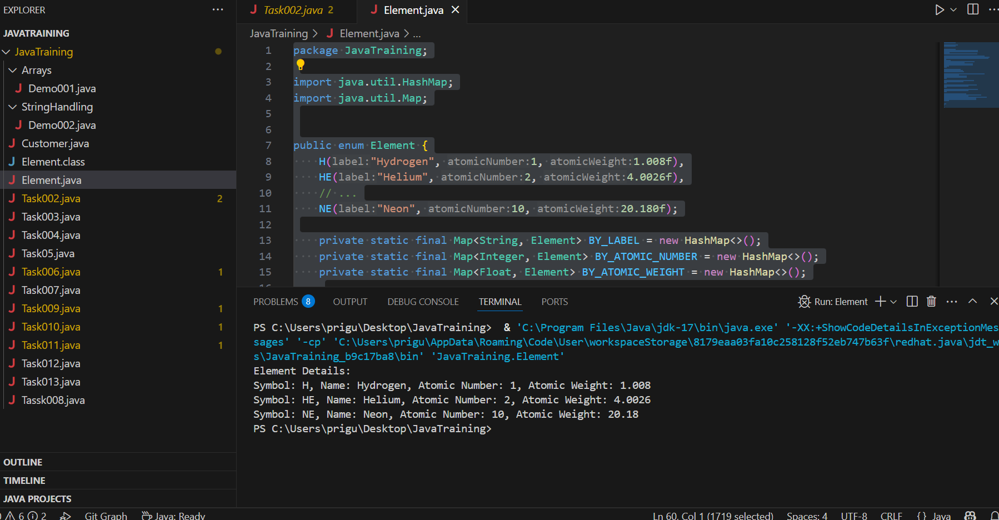 EXPLORER
JAVATRAINING
JavaTraining
Arrays
Demo001.java
StringHandling
Demo002.java
Customer.java
Element.class
Element.java
Task002.java 2
Task003.java
Task004.java
Task05.java
Task006.java 1
Task007.java
Task009.java 1
Task010.java 1
Task011.java 1
Task012.java
Task013.java
Tassk008.java
OUTLINE
TIMELINE
JAVA PROJECTS
Task002.java 2
Element.java
JavaTraining > Element.java > ...
1 package JavaTraining;
2
3 import java.util.HashMap;
4 import java.util.Map;
5
6
7 public enum Element {
8 H(label:"Hydrogen", atomicNumber:1, atomicWeight:1.008f),
9 HE(label:"Helium", atomicNumber:2, atomicWeight:4.0026f),
10 // ...
11 NE(label:"Neon", atomicNumber:10, atomicWeight:20.180f);
12
13 private static final Map<String, Element> BY_LABEL = new HashMap<>();
14 private static final Map<Integer, Element> BY_ATOMIC_NUMBER = new HashMap<>();
15 private static final Map<Float, Element> BY_ATOMIC_WEIGHT = new HashMap<>();
PROBLEMS 8 OUTPUT DEBUG CONSOLE TERMINAL PORTS
Run: Element
PS C:\Users\prigu\Desktop\JavaTraining>  & 'C:\Program Files\Java\jdk-17\bin\java.exe' '-XX:+ShowCodeDetailsInExceptionMes
sages' '-cp' 'C:\Users\prigu\AppData\Roaming\Code\User\workspaceStorage\8179eaa03fa10c258128f52eb747b63f\redhat.java\jdt_w
s\JavaTraining_b9c17ba8\bin' 'JavaTraining.Element'
Element Details:
Symbol: H, Name: Hydrogen, Atomic Number: 1, Atomic Weight: 1.008
Symbol: HE, Name: Helium, Atomic Number: 2, Atomic Weight: 4.0026
Symbol: NE, Name: Neon, Atomic Number: 10, Atomic Weight: 20.18
PS C:\Users\prigu\Desktop\JavaTraining>
6 2 Git Graph Java: Ready Ln 60, Col 1 (1719 selected) Spaces: 4 UTF-8 CRLF {} Java